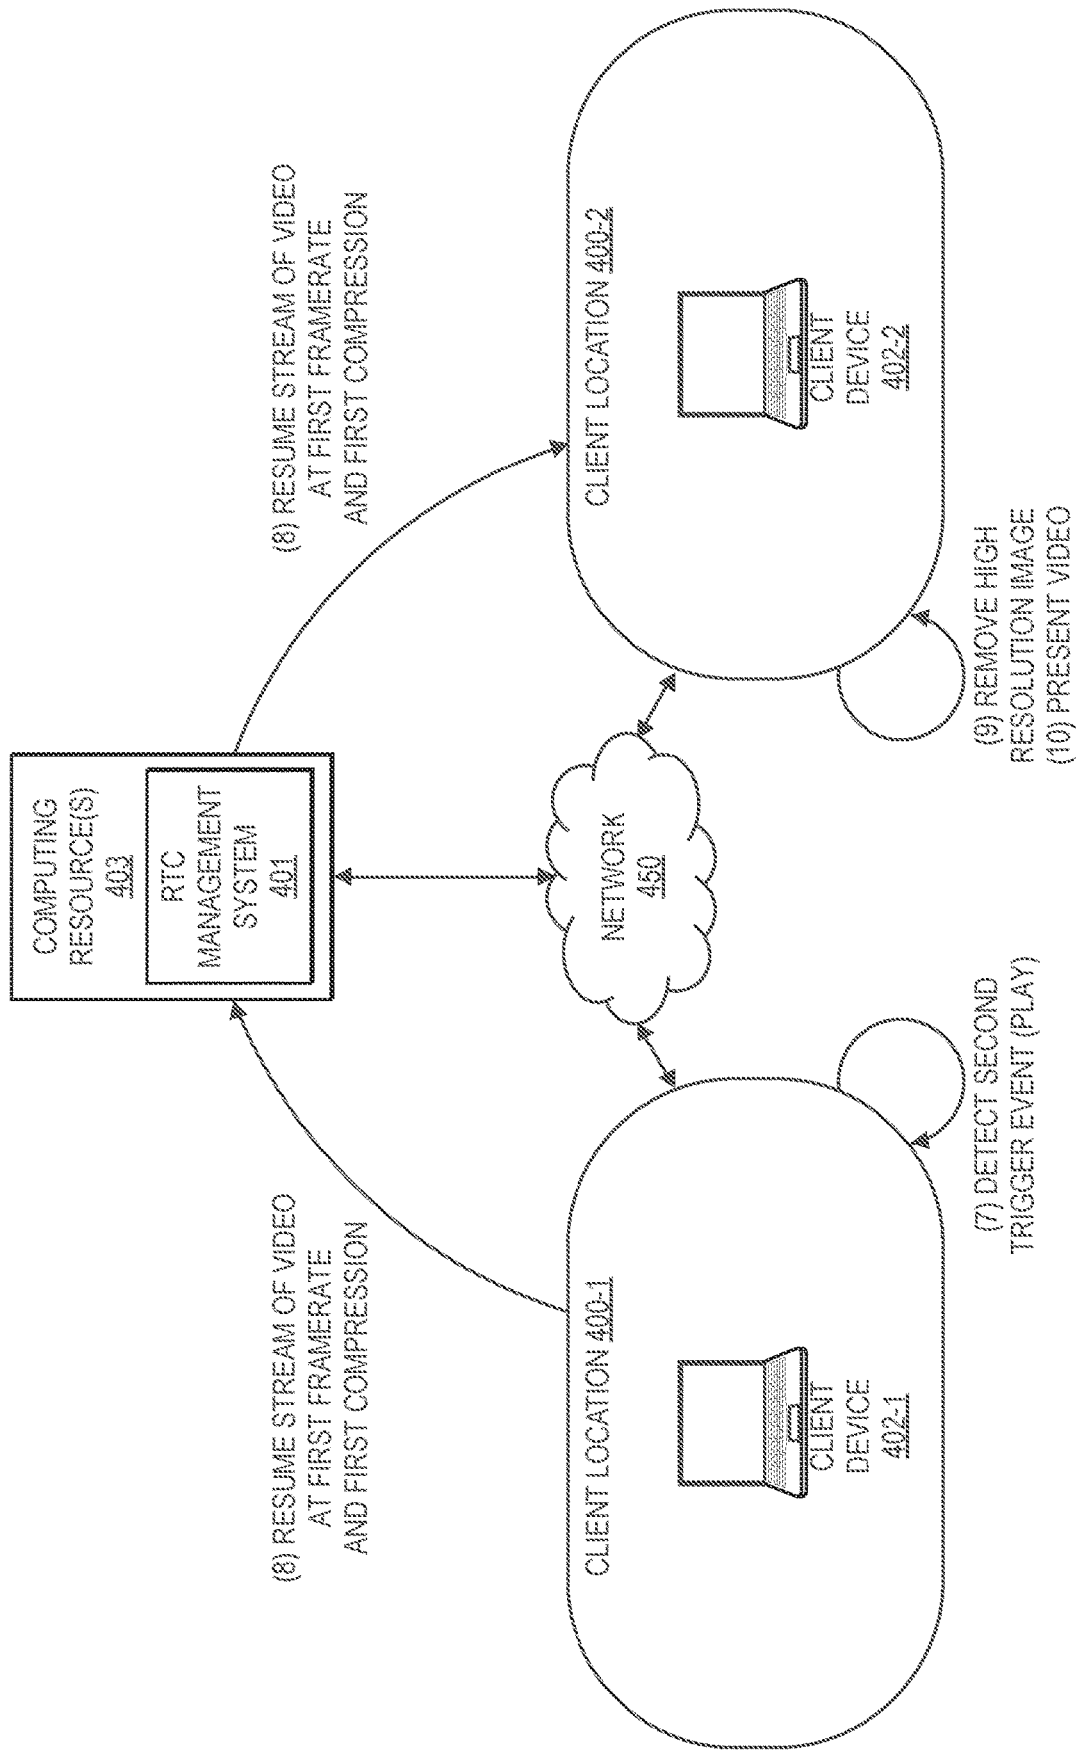 COMPUTING
RESOURCE(S)
403
RTC
MANAGEMENT
SYSTEM
401
(8) RESUME STREAM OF VIDEO
AT FIRST FRAMERATE
AND FIRST COMPRESSION
(8) RESUME STREAM OF VIDEO
AT FIRST FRAMERATE
AND FIRST COMPRESSION
NETWORK
450
CLIENT LOCATION 400-1
CLIENT
DEVICE
402-1
CLIENT LOCATION 400-2
CLIENT
DEVICE
402-2
(7) DETECT SECOND
TRIGGER EVENT (PLAY)
(9) REMOVE HIGH
RESOLUTION IMAGE
(10) PRESENT VIDEO